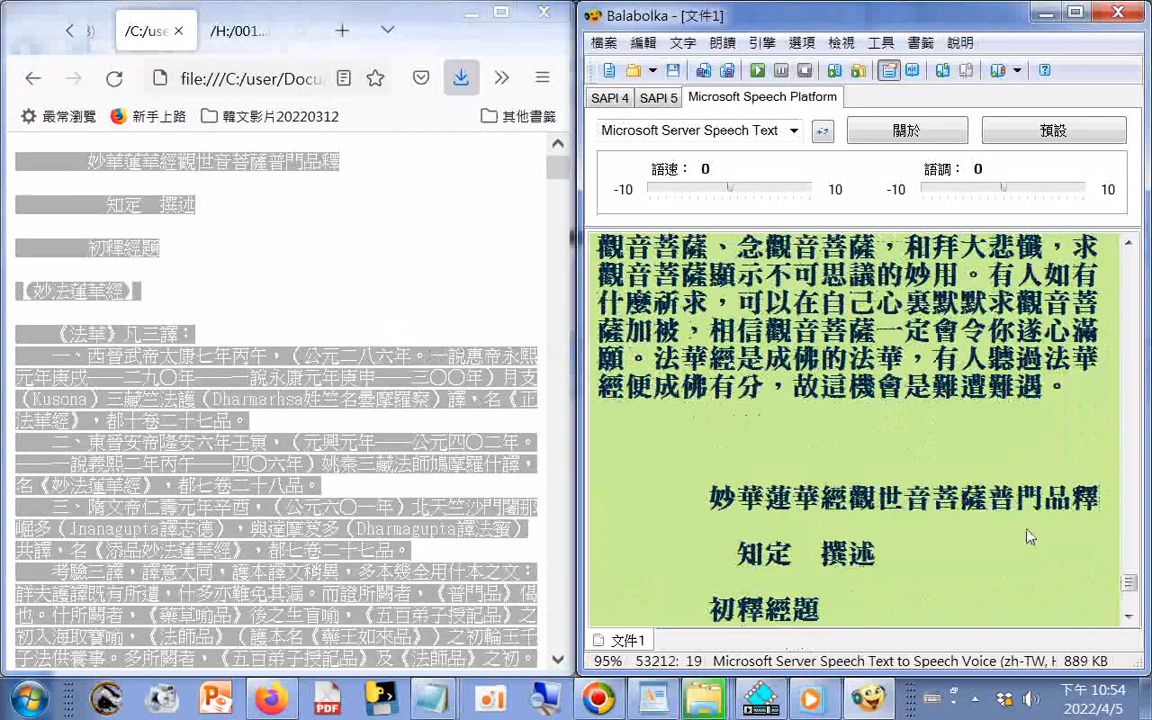 /C:/use
/H:/001...
file:///C:/user/Docu
最常瀏覽 新手上路 韓文影片20220312 其他書籤
妙華蓮華經觀世音菩薩普門品釋
知定　撰述
初釋經題
《妙法蓮華經》
《法華》凡三譯：
一、西晉武帝太康七年丙午，（公元二八六年。一說惠帝永熙
元年庚戌——二九〇年———說永康元年庚申——三〇〇年）月支
（Kusona）三藏竺法護（Dharmarhsa姓竺名曇摩羅察）譯，名《正
法華經》，都十卷二十七品。
二、東晉安帝隆安六年壬寅，（元興元年——公元四〇二年。
——一說義熙二年丙午——四〇六年）姚秦三藏法師鳩摩羅什譯，
名《妙法蓮華經》，都七卷二十八品。
三、隋文帝仁壽元年辛酉，（公元六〇一年）北天竺沙門闍那
崛多（Jnanagupta譯志德），與達摩笈多（Dharmagupta譯法蜜）
共譯，名《添品妙法蓮華經》，都七卷二十七品。
考驗三譯，譯意大同，護本譯文稍異，多本幾全用什本之文；
詳夫護譯既有所遺，什多亦難免其漏。而證所闕者，《普門品》偈
也。什所闕者，《藥草喻品》後之生盲喻，《五百弟子授記品》之
初入海取寶喻，《法師品》（護本名《藥王如來品》）之初輪王千
子法供養事。多所闕者，《五百弟子授記品》及《法師品》之初。
Balabolka - [文件1]
檔案 編輯 文字 朗讀 引擎 選項 檢視 工具 書籤 說明
SAPI 4 SAPI 5 Microsoft Speech Platform
Microsoft Server Speech Text 關於 預設
語速： 0 語調： 0
-10 10 -10 10
觀音菩薩、念觀音菩薩，和拜大悲懺，求
觀音菩薩顯示不可思議的妙用。有人如有
什麼祈求，可以在自己心裏默默求觀音菩
薩加被，相信觀音菩薩一定會令你遂心滿
願。法華經是成佛的法華，有人聽過法華
經便成佛有分，故這機會是難遭難遇。
妙華蓮華經觀世音菩薩普門品釋
知定　撰述
初釋經題
文件1
95% 53212: 19 Microsoft Server Speech Text to Speech Voice (zh-TW, H 889 KB
下午 10:54
2022/4/5